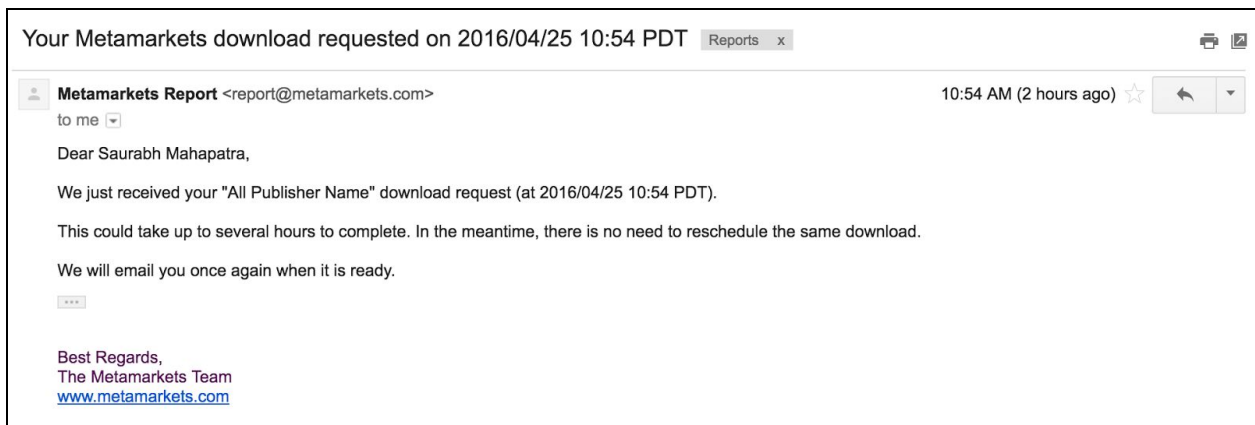 Your Metamarkets download requested on 2016/04/25 10:54 PDT Reports x
Metamarkets Report <report@metamarkets.com> 10:54 AM (2 hours ago)
to me
Dear Saurabh Mahapatra,
We just received your "All Publisher Name" download request (at 2016/04/25 10:54 PDT).
This could take up to several hours to complete. In the meantime, there is no need to reschedule the same download.
We will email you once again when it is ready.
Best Regards,
The Metamarkets Team
www.metamarkets.com